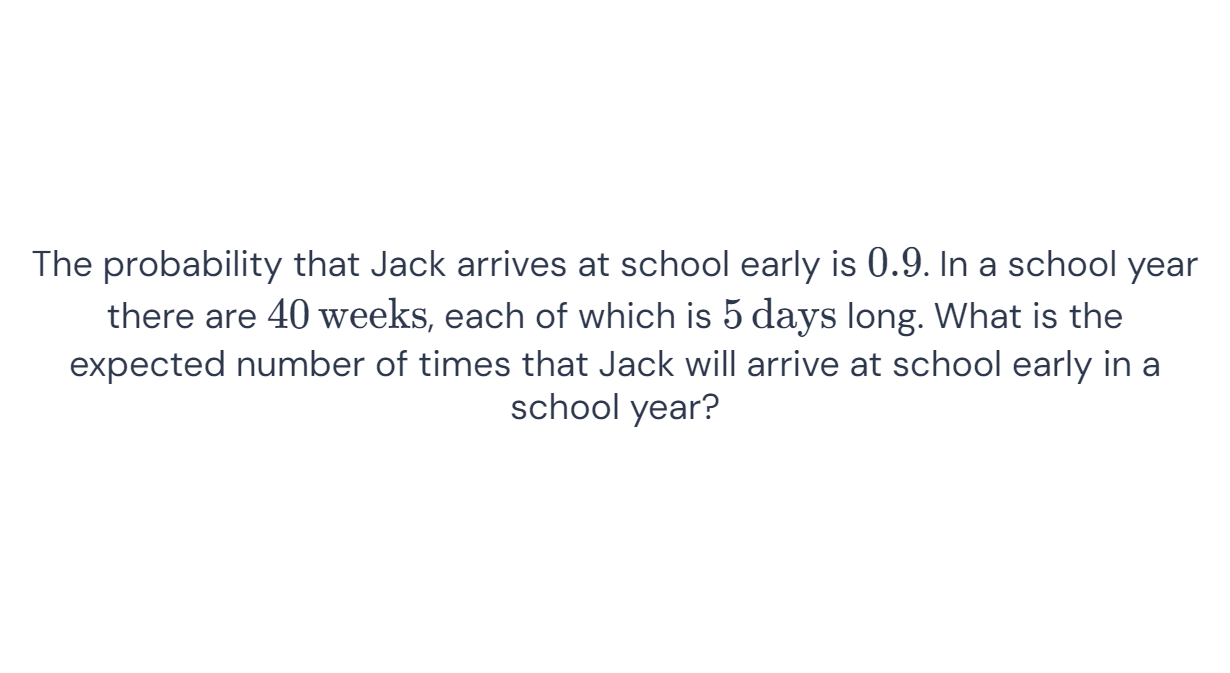 The probability that Jack arrives at school early is 0.9. In a school year
there are 40 weeks, each of which is 5 days long. What is the
expected number of times that Jack will arrive at school early in a
school year?